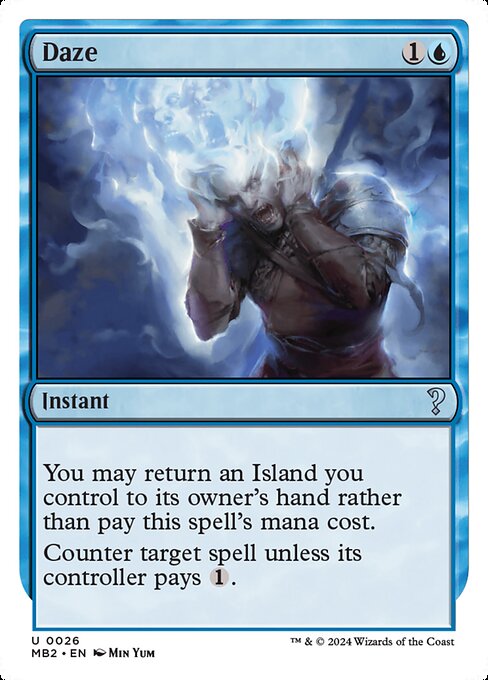 Daze 1
Instant
You may return an Island you
control to its owner's hand rather
than pay this spell's mana cost.
Counter target spell unless its
controller pays 1.
U 0026
MB2 • EN Min Yum
™ & © 2024 Wizards of the Coast